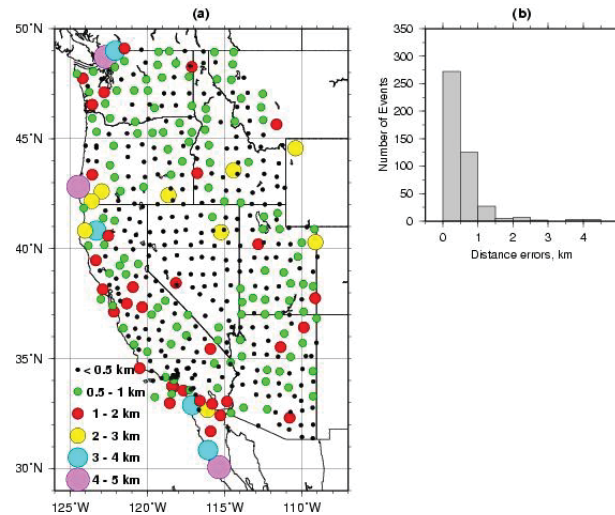 (a)
(b)
50°N
45°N
40°N
35°N
30°N
< 0.5 km
0.5 - 1 km
1 - 2 km
2 - 3 km
3 - 4 km
4 - 5 km
125°W 120°W 115°W 110°W
350
300
250
200
150
100
50
0
Number of Events
0 1 2 3 4
Distance errors, km